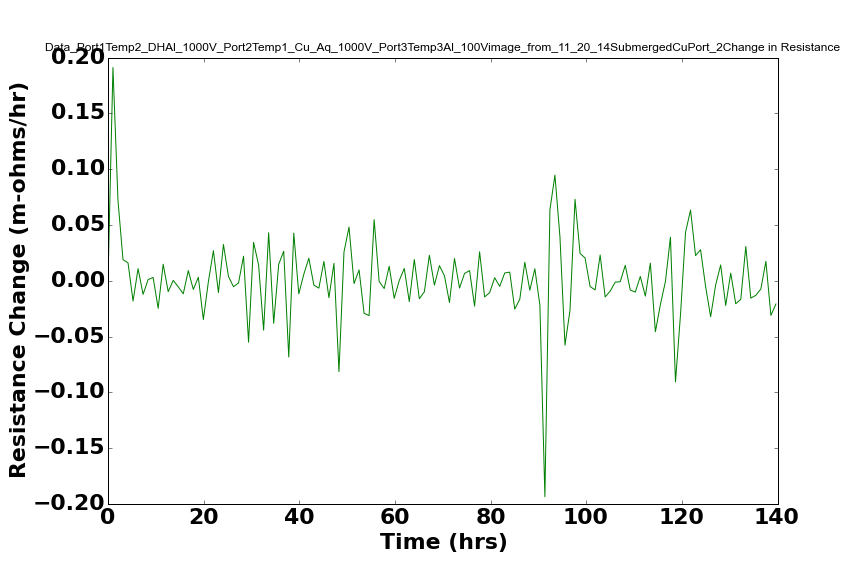 Data_Port1Temp2_DHAl_1000V_Port2Temp1_Cu_Aq_1000V_Port3Temp3Al_100Vimage_from_11_20_14SubmergedCuPort_2Change in Resistance
0.20
0.15
0.10
0.05
0.00
−0.05
−0.10
−0.15
−0.20
Resistance Change (m-ohms/hr)
0 20 40 60 80 100 120 140
Time (hrs)